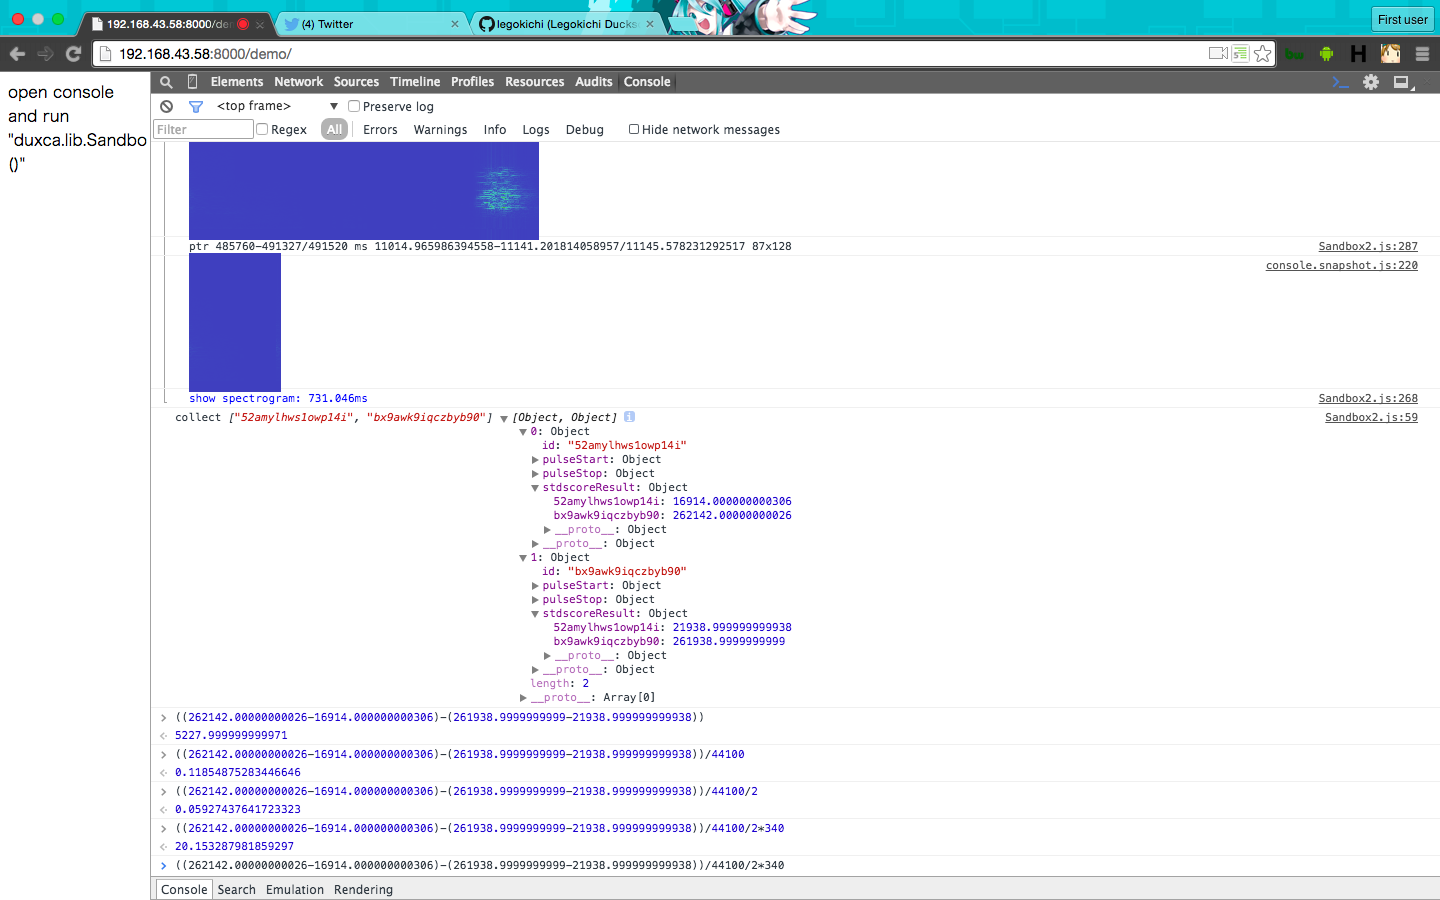 192.168.43.58:8000/de
(4) Twitter
legokichi (Legokichi Ducks
First user
192.168.43.58:8000/demo/
open console
and run
"duxca.lib.Sandbo
()"
Elements Network Sources Timeline Profiles Resources Audits Console
<top frame> ▼ Preserve log
Filter Regex All Errors Warnings Info Logs Debug Hide network messages
ptr 485760-491327/491520 ms 11014.965986394558-11141.201814058957/11145.578231292517 87x128 Sandbox2.js:287
console.snapshot.js:220
show spectrogram: 731.046ms Sandbox2.js:268
collect ["52amylhws1owp14i", "bx9awk9iqczbyb90"] ▼ [Object, Object] i Sandbox2.js:59
▼ 0: Object
id: "52amylhws1owp14i"
▶ pulseStart: Object
▶ pulseStop: Object
▼ stdscoreResult: Object
52amylhws1owp14i: 16914.000000000306
bx9awk9iqczbyb90: 262142.00000000026
▶ __proto__: Object
▶ __proto__: Object
▼ 1: Object
id: "bx9awk9iqczbyb90"
▶ pulseStart: Object
▶ pulseStop: Object
▼ stdscoreResult: Object
52amylhws1owp14i: 21938.999999999938
bx9awk9iqczbyb90: 261938.9999999999
▶ __proto__: Object
▶ __proto__: Object
length: 2
▶ __proto__: Array[0]
> ((262142.00000000026-16914.000000000306)-(261938.9999999999-21938.999999999938))
5227.999999999971
> ((262142.00000000026-16914.000000000306)-(261938.9999999999-21938.999999999938))/44100
0.11854875283446646
> ((262142.00000000026-16914.000000000306)-(261938.9999999999-21938.999999999938))/44100/2
0.05927437641723323
> ((262142.00000000026-16914.000000000306)-(261938.9999999999-21938.999999999938))/44100/2*340
20.153287981859297
> ((262142.00000000026-16914.000000000306)-(261938.9999999999-21938.999999999938))/44100/2*340
Console Search Emulation Rendering